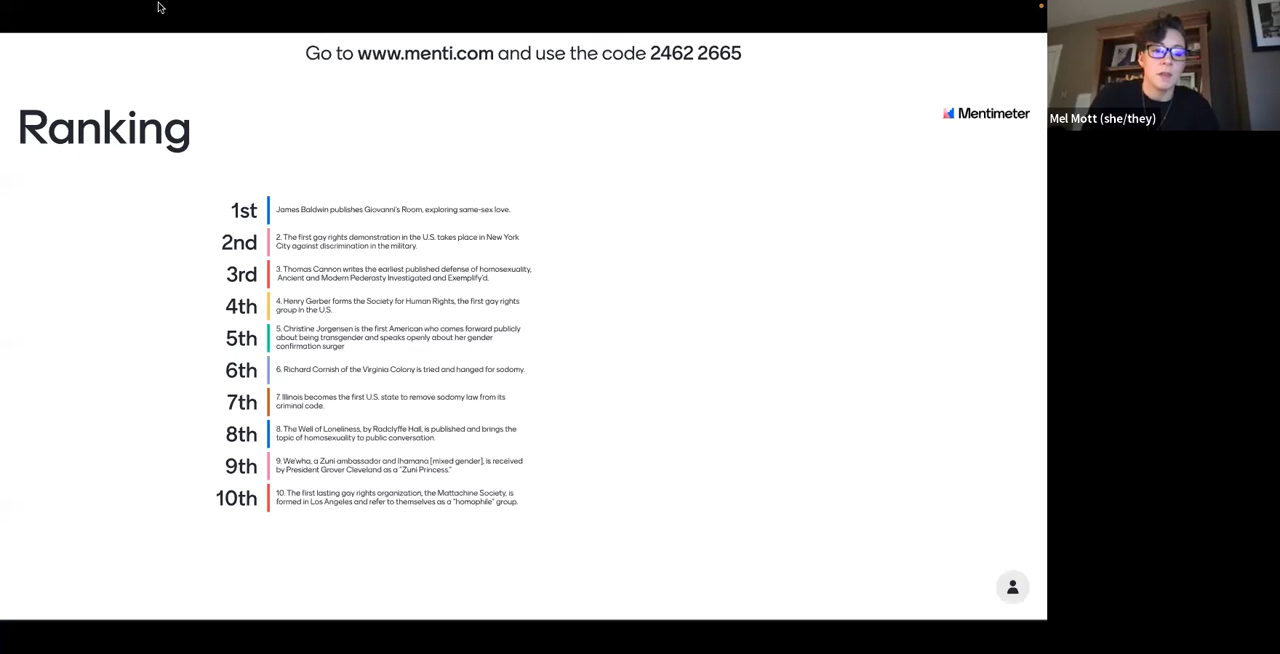 Go to www.menti.com and use the code 2462 2665
Ranking
Mentimeter
Mel Mott (she/they)
1st
James Baldwin publishes Giovanni's Room, exploring same-sex love.
2nd
2. The first gay rights demonstration in the U.S. takes place in New York
City against discrimination in the military.
3rd
3. Thomas Cannon writes the earliest published defense of homosexuality,
Ancient and Modern Pederasty Investigated and Exemplify'd.
4th
4. Henry Gerber forms the Society for Human Rights, the first gay rights
group in the U.S.
5th
5. Christine Jorgensen is the first American who comes forward publicly
about being transgender and speaks openly about her gender
confirmation surger
6th
6. Richard Cornish of the Virginia Colony is tried and hanged for sodomy.
7th
7. Illinois becomes the first U.S. state to remove sodomy law from its
criminal code.
8th
8. The Well of Loneliness, by Radclyffe Hall, is published and brings the
topic of homosexuality to public conversation.
9th
9. We'wha, a Zuni ambassador and Ihamana [mixed gender], is received
by President Grover Cleveland as a "Zuni Princess."
10th
10. The first lasting gay rights organization, the Mattachine Society, is
formed in Los Angeles and refer to themselves as a "homophile" group.